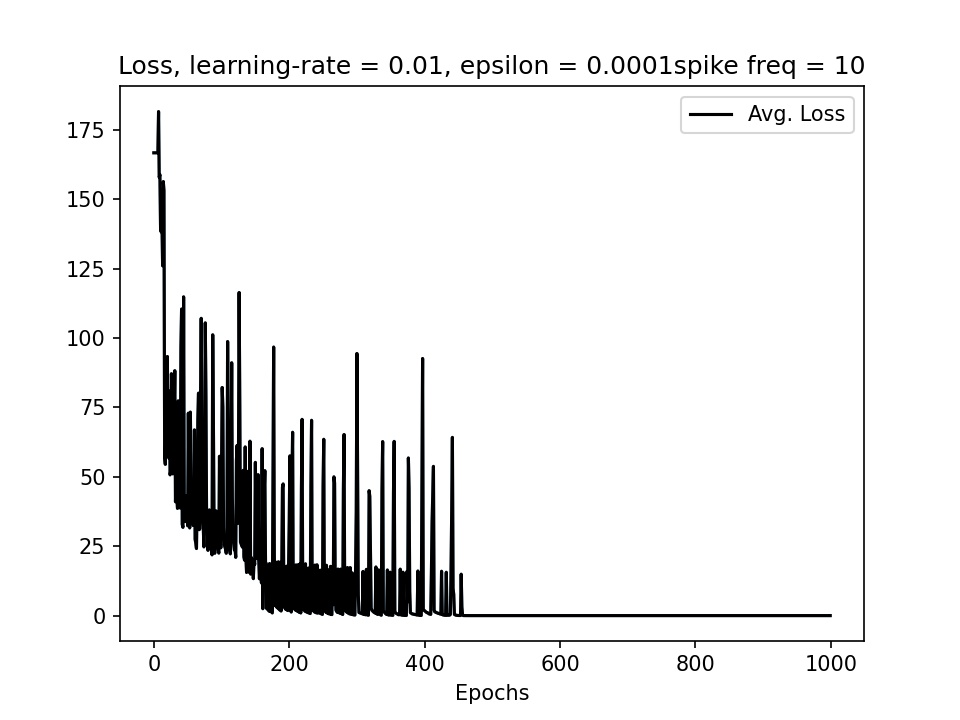 Loss, learning-rate = 0.01, epsilon = 0.0001spike freq = 10
Avg. Loss
175
150
125
100
75
50
25
0
0 200 400 600 800 1000
Epochs